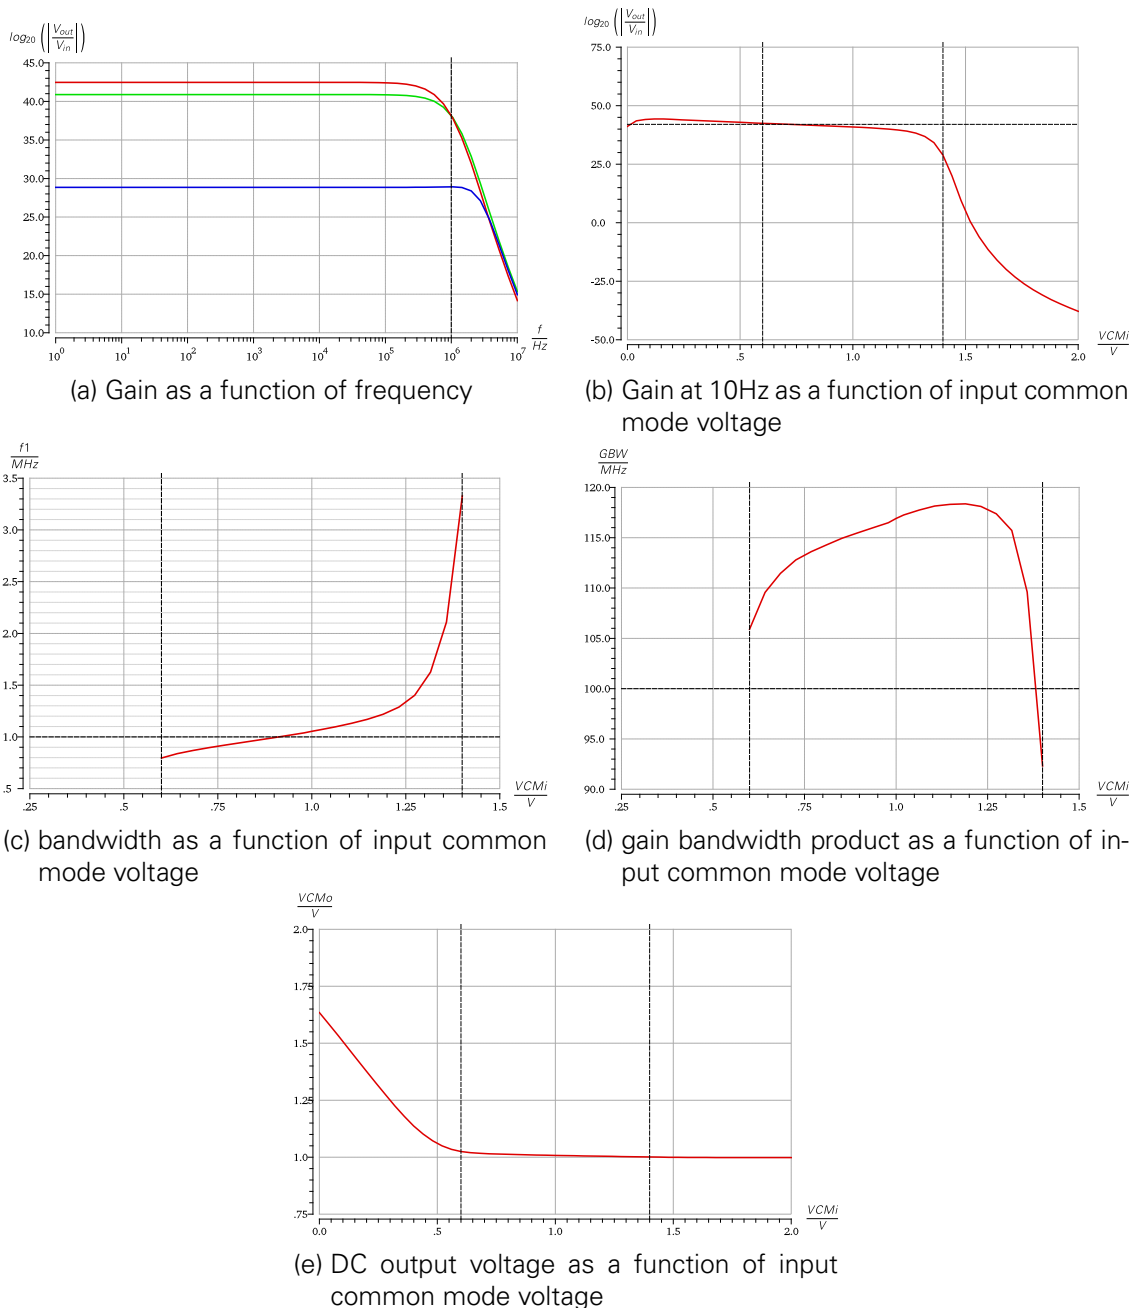 log20 (|Vout/Vin|)
45.0
40.0
35.0
30.0
25.0
20.0
15.0
10.0
10^0 10^1 10^2 10^3 10^4 10^5 10^6 10^7
f/Hz
(a) Gain as a function of frequency
log20 (|Vout/Vin|)
75.0
50.0
25.0
0.0
-25.0
-50.0
0.0 .5 1.0 1.5 2.0
VCMi/V
(b) Gain at 10Hz as a function of input common
mode voltage
f1/MHz
3.5
3.0
2.5
2.0
1.5
1.0
.5
.25 .5 .75 1.0 1.25 1.5
VCMi/V
(c) bandwidth as a function of input common
mode voltage
GBW/MHz
120.0
115.0
110.0
105.0
100.0
95.0
90.0
.25 .5 .75 1.0 1.25 1.5
VCMi/V
(d) gain bandwidth product as a function of in-
put common mode voltage
VCMo/V
2.0
1.75
1.5
1.25
1.0
.75
0.0 .5 1.0 1.5 2.0
VCMi/V
(e) DC output voltage as a function of input
common mode voltage